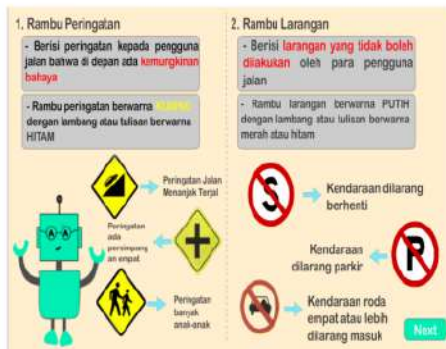 1. Rambu Peringatan
- Berisi peringatan kepada pengguna
jalan bahwa di depan ada kemungkinan
bahaya
- Rambu peringatan berwarna KUNING
dengan lambang atau tulisan berwarna
HITAM
Peringatan Jalan
Menanjak Terjal
Peringatan
ada
persimpang
an empat
Peringatan
banyak
anak-anak
A A
2. Rambu Larangan
- Berisi larangan yang tidak boleh
dilakukan oleh para pengguna
jalan
- Rambu larangan berwarna PUTIH
dengan lambang atau tulisan berwarna
merah atau hitam
S
Kendaraan dilarang
berhenti
Kendaraan
dilarang parkir
P
Kendaraan roda
empat atau lebih
dilarang masuk
Next